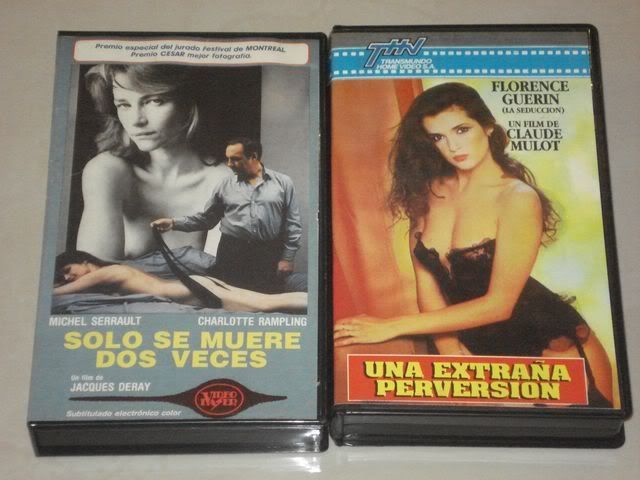 Premio especial del jurado Festival de MONTREAL
Premio CESAR mejor fotografia.
MICHEL SERRAULT
CHARLOTTE RAMPLING
SOLO SE MUERE
DOS VECES
Un film de
JACQUES DERAY
VIDEO
Subtitulado electrónico color
THV
TRANSMUNDO
HOME VIDEO S.A.
FLORENCE
GUERIN
(LA SEDUCCION)
UN FILM DE
CLAUDE
MULOT
UNA EXTRAÑA
PERVERSION